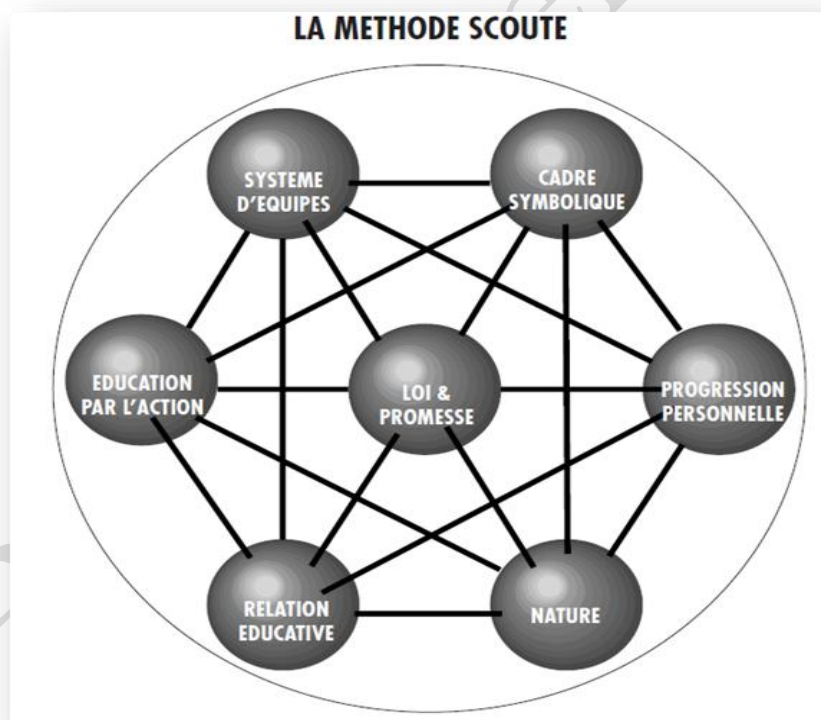 LA METHODE SCOUTE
SYSTEME
D'EQUIPES
CADRE
SYMBOLIQUE
EDUCATION
PAR L'ACTION
LOI &
PROMESSE
PROGRESSION
PERSONNELLE
RELATION
EDUCATIVE
NATURE